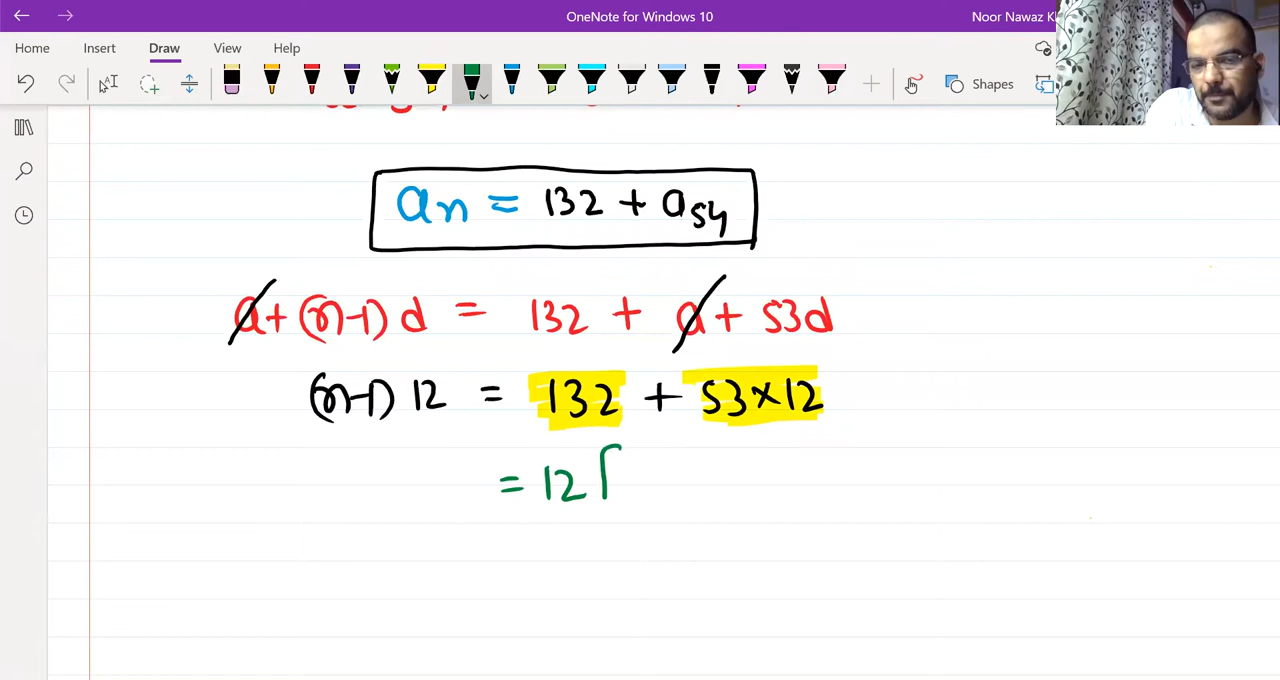 OneNote for Windows 10
Noor Nawaz K
Home Insert Draw View Help
Shapes
an = 132 + a54
a + (n-1) d = 132 + a + 53d
(n-1) 12 = 132 + 53×12
= 12 [